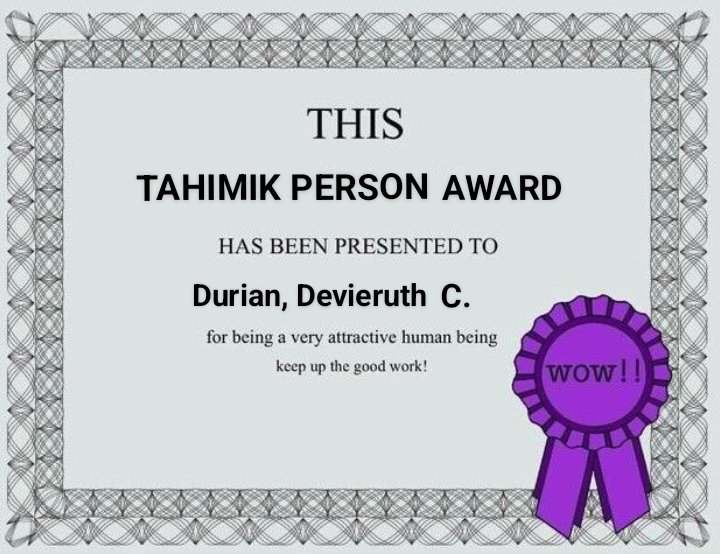 THIS
TAHIMIK PERSON AWARD
HAS BEEN PRESENTED TO
Durian, Devieruth C.
for being a very attractive human being
keep up the good work!
wow!!